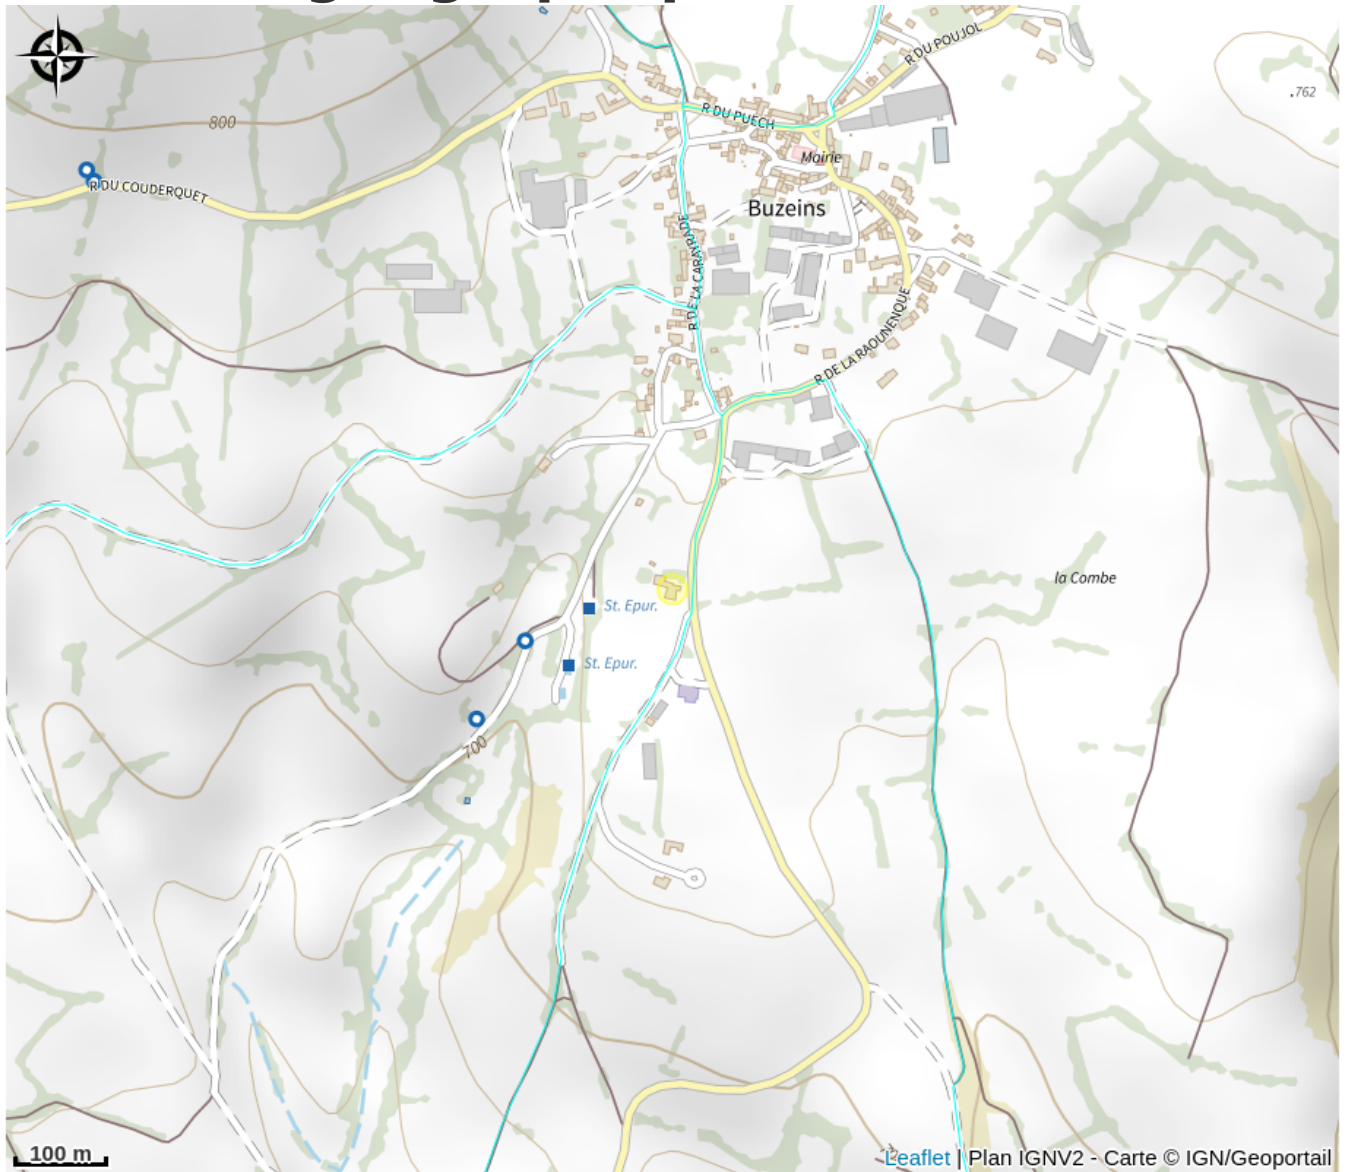 R DU POUJOL
.762
R DU PUECH
800
Mairie
R DU COUDERQUET
Buzeins
R DE LA CARAYRADE
R DE LA RAOUNENQUE
la Combe
St. Epur.
St. Epur.
700
100 m
Leaflet | Plan IGNV2 - Carte © IGN/Geoportail